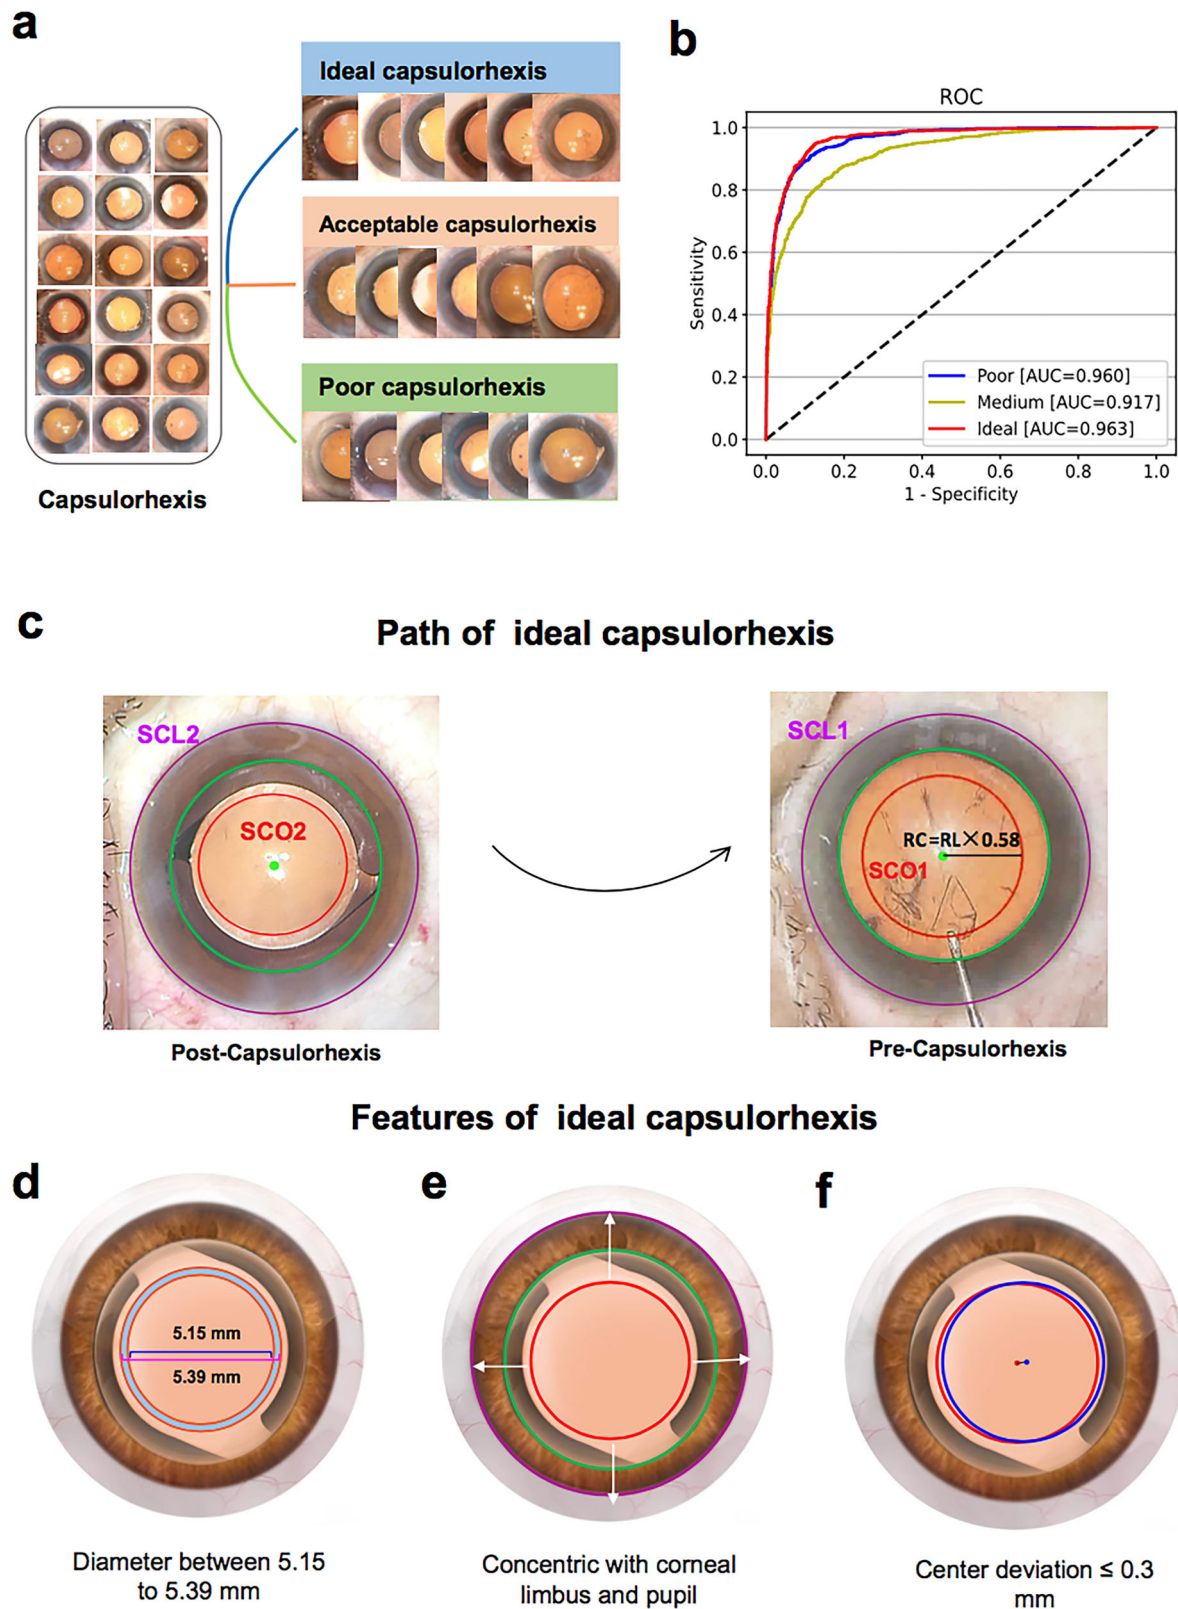 a
Ideal capsulorhexis
Acceptable capsulorhexis
Poor capsulorhexis
Capsulorhexis
b
ROC
1.0
0.8
0.6
0.4
0.2
0.0
Sensitivity
Poor [AUC=0.960]
Medium [AUC=0.917]
Ideal [AUC=0.963]
0.0 0.2 0.4 0.6 0.8 1.0
1 - Specificity
c
Path of ideal capsulorhexis
SCL2
SCO2
Post-Capsulorhexis
SCL1
RC=RL×0.58
SCO1
Pre-Capsulorhexis
Features of ideal capsulorhexis
d
5.15 mm
5.39 mm
Diameter between 5.15
to 5.39 mm
e
Concentric with corneal
limbus and pupil
f
Center deviation ≤ 0.3
mm